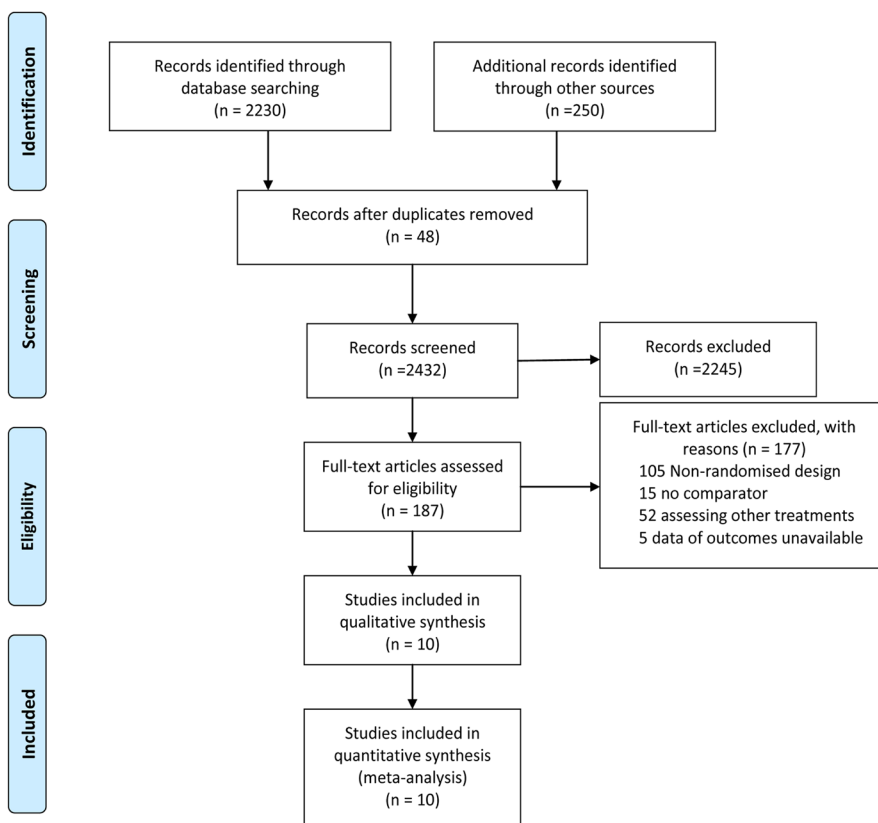 Identification
Records identified through
database searching
(n = 2230)
Additional records identified
through other sources
(n =250)
Records after duplicates removed
(n = 48)
Screening
Records screened
(n =2432)
Records excluded
(n =2245)
Eligibility
Full-text articles assessed
for eligibility
(n = 187)
Full-text articles excluded, with
reasons (n = 177)
105 Non-randomised design
15 no comparator
52 assessing other treatments
5 data of outcomes unavailable
Studies included in
qualitative synthesis
(n = 10)
Included
Studies included in
quantitative synthesis
(meta-analysis)
(n = 10)